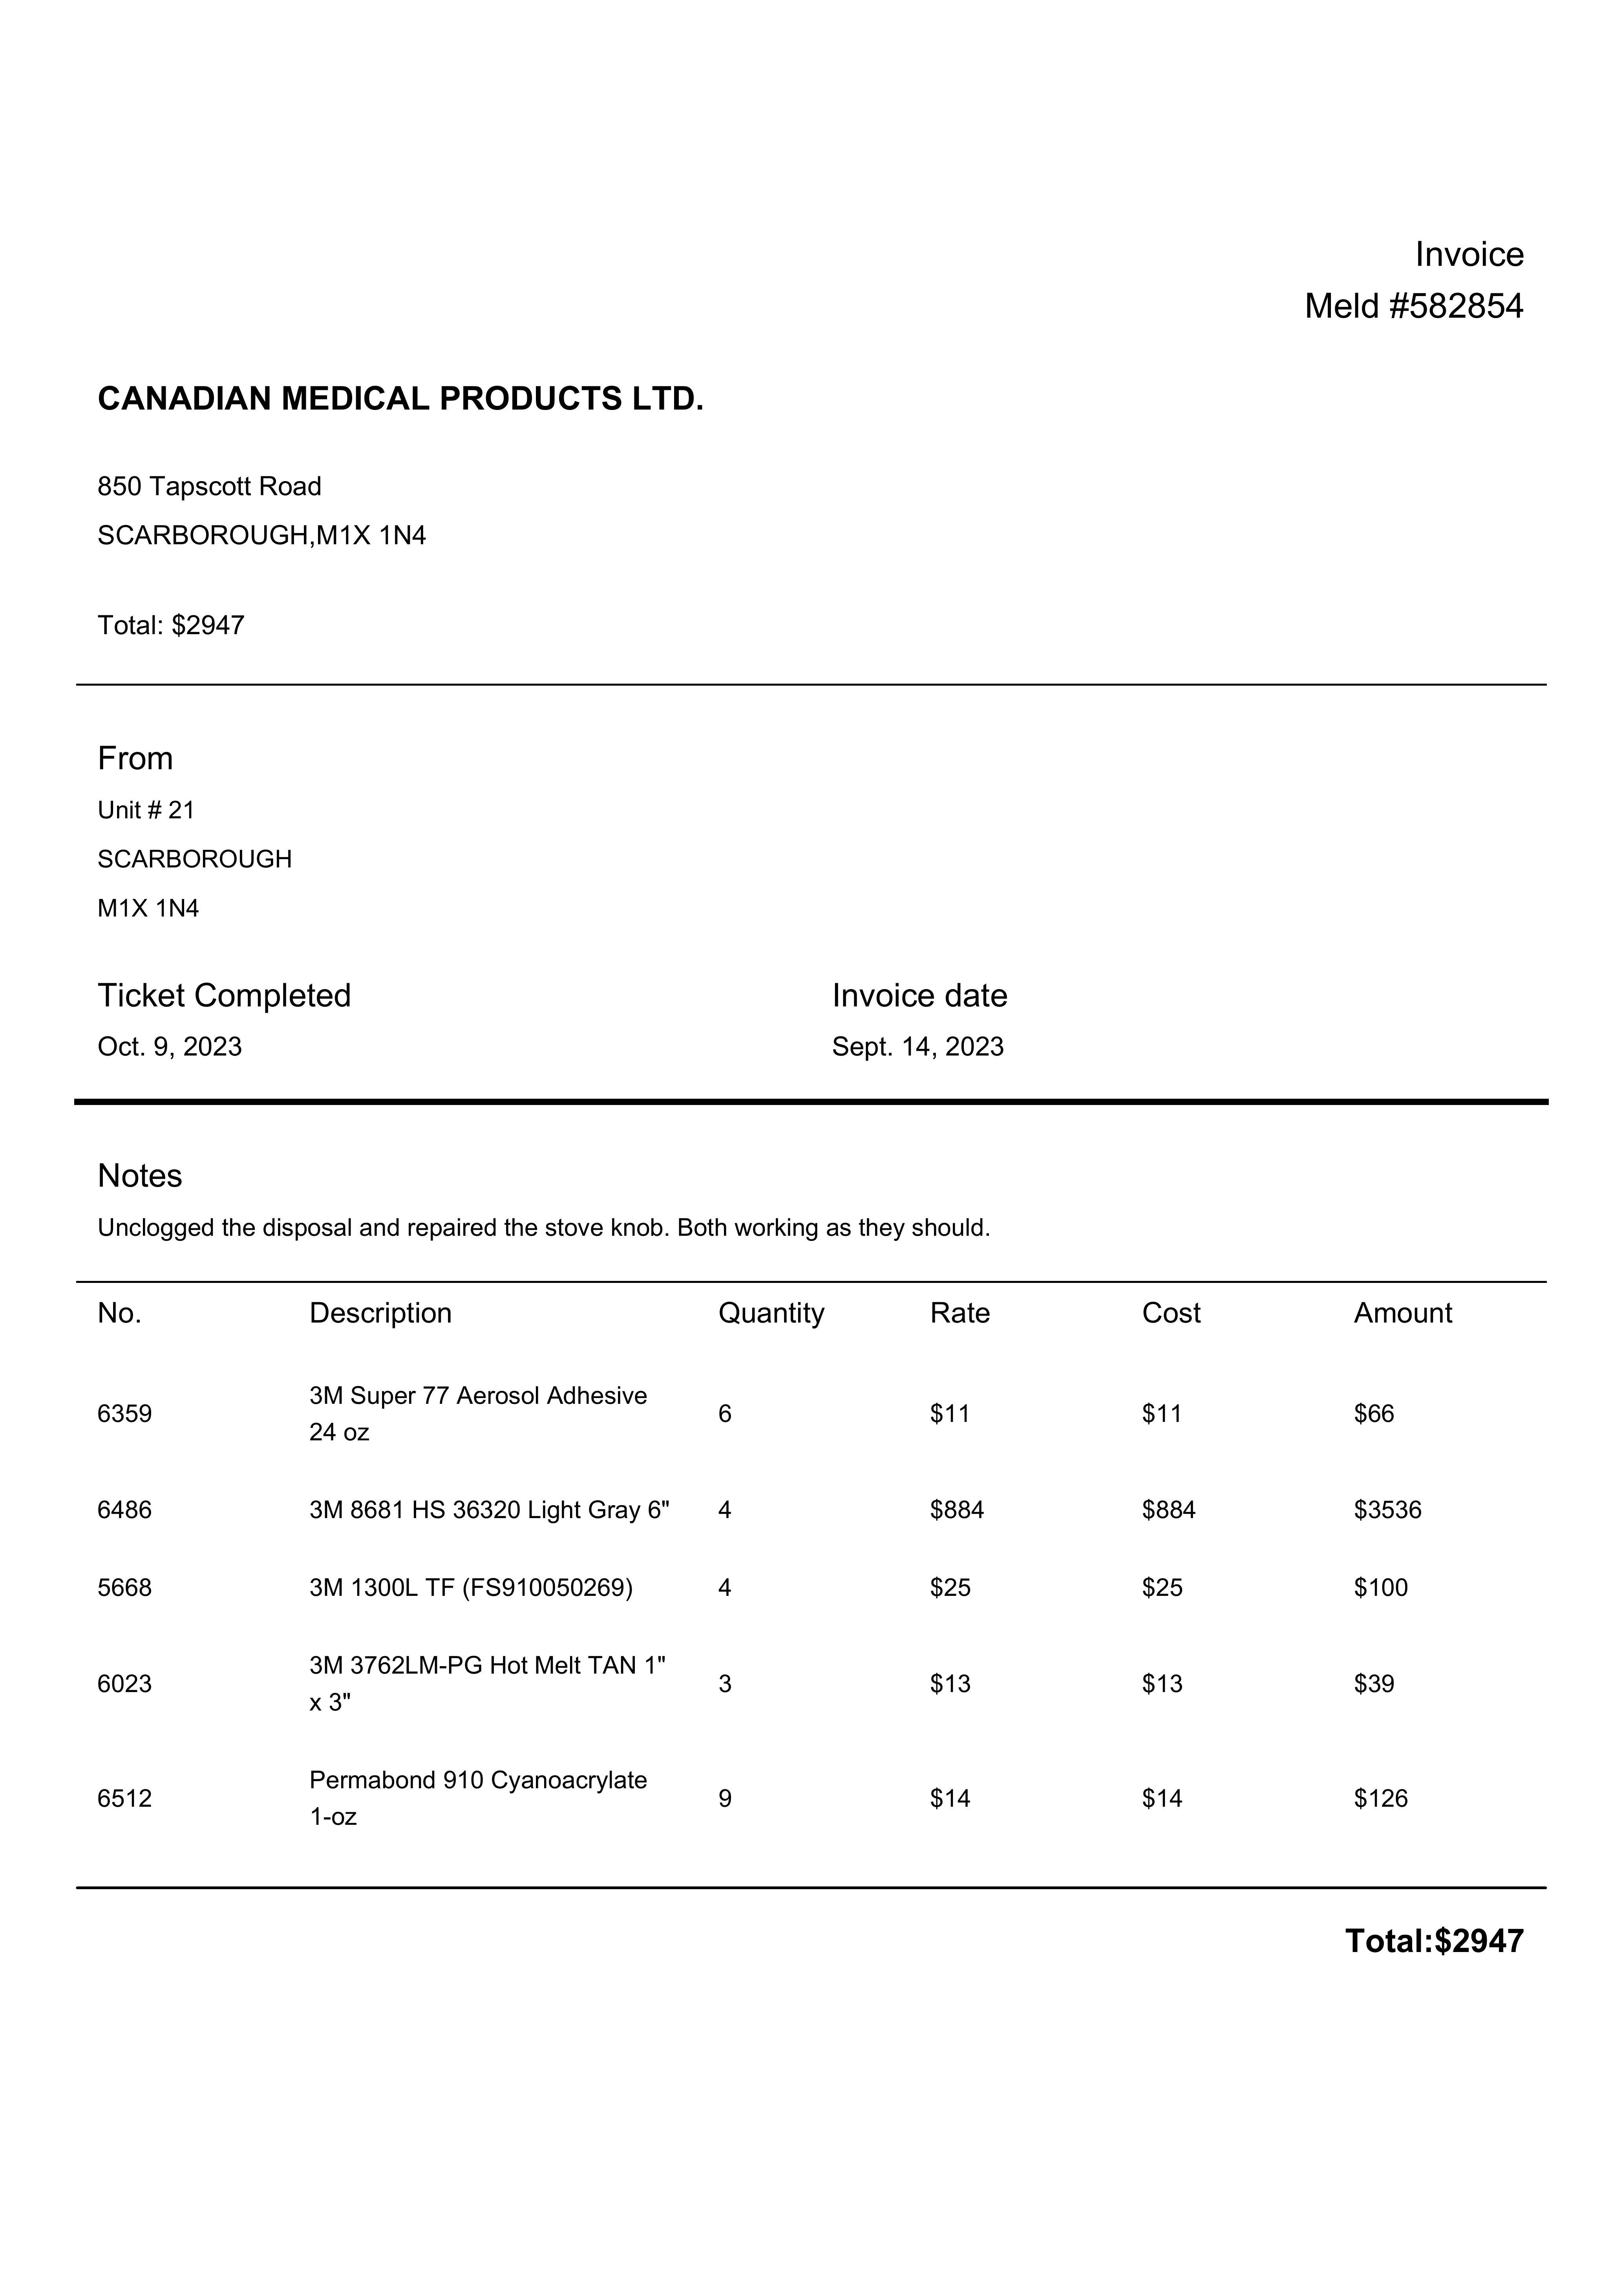 Invoice
Meld #582854
CANADIAN MEDICAL PRODUCTS LTD.
850 Tapscott Road
SCARBOROUGH,M1X 1N4
Total: $2947
From
Unit # 21
SCARBOROUGH
M1X 1N4
Ticket Completed Invoice date
Oct. 9, 2023 Sept. 14, 2023
Notes
Unclogged the disposal and repaired the stove knob. Both working as they should.
No. Description Quantity Rate Cost Amount
3M Super 77 Aerosol Adhesive
6359 6 $11 $11 $66
24 oz
6486 3M 8681 HS 36320 Light Gray 6" 4 $884 $884 $3536
5668 3M 1300L TF (FS910050269) 4 $25 $25 $100
3M 3762LM-PG Hot Melt TAN 1"
6023 3 $13 $13 $39
x 3"
Permabond 910 Cyanoacrylate
6512 9 $14 $14 $126
1-oz
Total:$2947